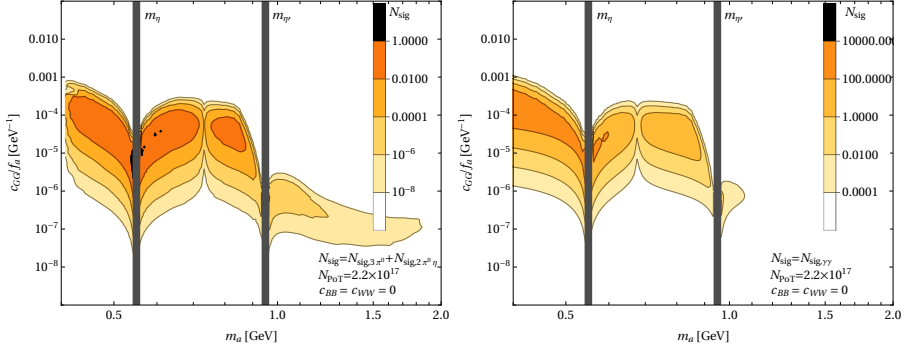 m_η
m_η′
N_sig
1.0000
0.0100
0.0001
10^-6
10^-8
0.010
0.001
10^-4
10^-5
10^-6
10^-7
10^-8
c_GG/f_a [GeV^-1]
N_sig=N_sig,3π^0+N_sig,2π^0η
N_PoT=2.2×10^17
c_BB = c_WW = 0
0.5
1.0
1.5
2.0
m_a [GeV]
m_η
m_η′
N_sig
10000.000
100.0000
1.0000
0.0100
0.0001
0.010
0.001
10^-4
10^-5
10^-6
10^-7
10^-8
c_GG/f_a [GeV^-1]
N_sig=N_sig,γγ
N_PoT=2.2×10^17
c_BB = c_WW = 0
0.5
1.0
1.5
2.0
m_a [GeV]